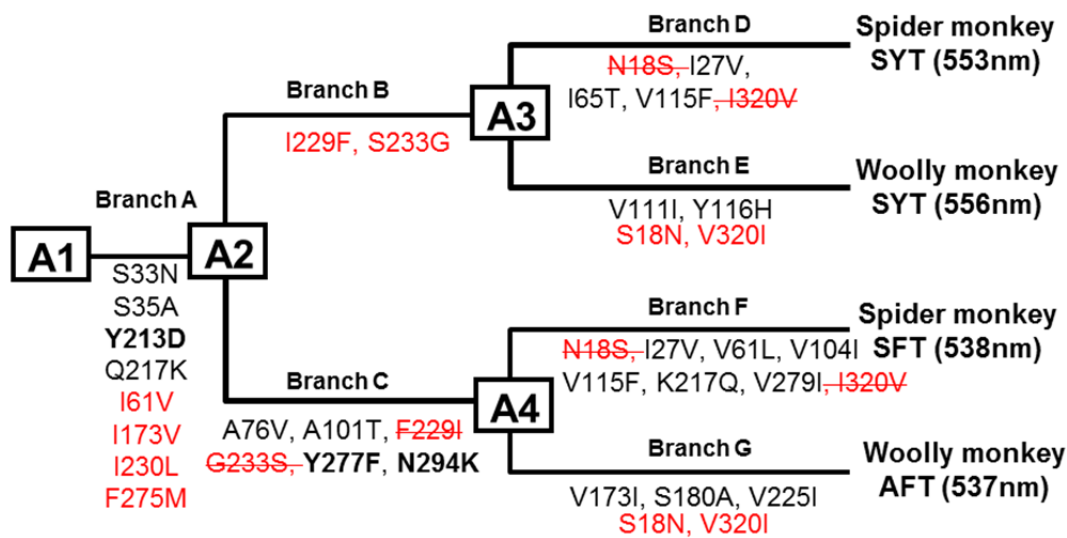 Branch D
Spider monkey
SYT (553nm)
N18S, I27V,
I65T, V115F, I320V
Branch B
A3
I229F, S233G
Branch E
Woolly monkey
SYT (556nm)
V111I, Y116H
S18N, V320I
Branch A
A1
A2
S33N
S35A
Y213D
Q217K
I61V
I173V
I230L
F275M
Branch F
Spider monkey
SFT (538nm)
N18S, I27V, V61L, V104I
V115F, K217Q, V279I, I320V
Branch C
A4
A76V, A101T, F229I
G233S, Y277F, N294K
Branch G
Woolly monkey
AFT (537nm)
V173I, S180A, V225I
S18N, V320I